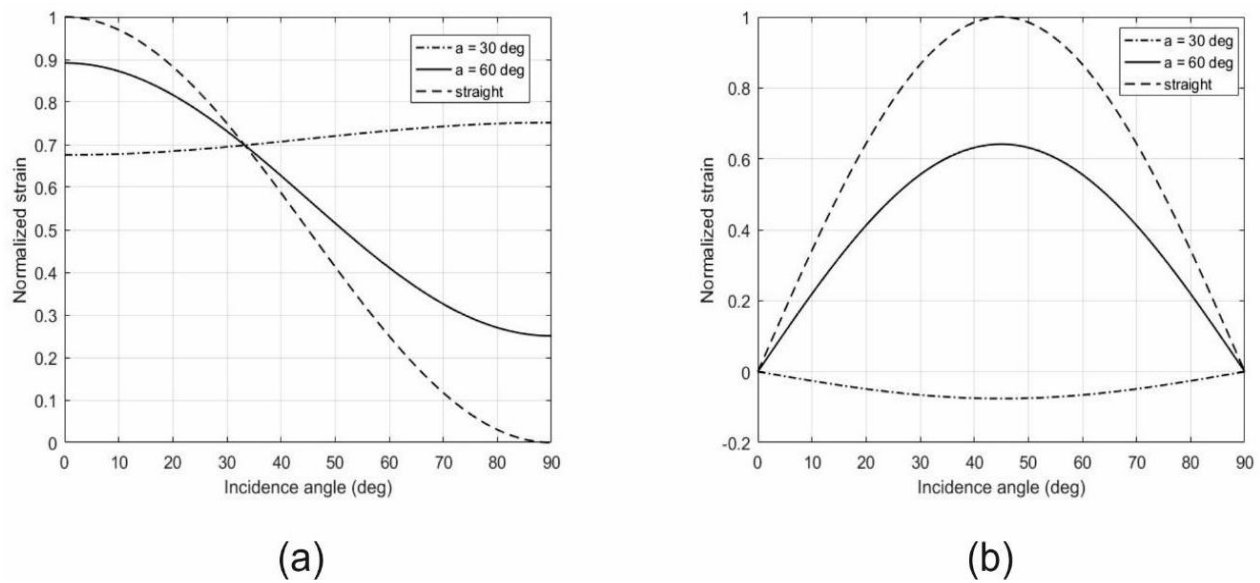 1
0.9
0.8
0.7
0.6
0.5
0.4
0.3
0.2
0.1
0
Normalized strain
a = 30 deg
a = 60 deg
straight
0 10 20 30 40 50 60 70 80 90
Incidence angle (deg)
(a)
1
0.8
0.6
0.4
0.2
0
-0.2
Normalized strain
a = 30 deg
a = 60 deg
straight
0 10 20 30 40 50 60 70 80 90
Incidence angle (deg)
(b)